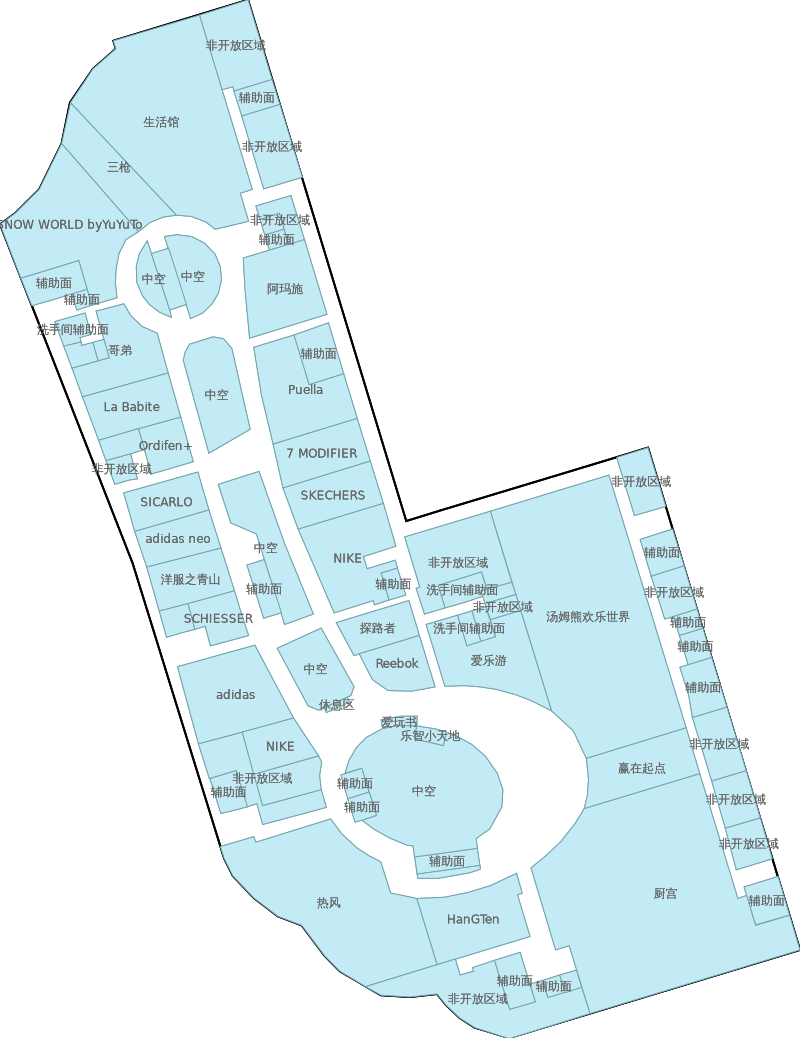 非开放区域
辅助面
生活馆
非开放区域
三枪
SNOW WORLD byYuYuTo
非开放区域
辅助面
中空
中空
辅助面
阿玛施
辅助面
洗手间辅助面
哥弟
辅助面
中空
Puella
La Babite
Ordifen+
7 MODIFIER
非开放区域
SKECHERS
SICARLO
adidas neo
中空
NIKE
洋服之青山
辅助面
辅助面
SCHIESSER
非开放区域
非开放区域
洗手间辅助面
辅助面
非开放区域
非开放区域
汤姆熊欢乐世界
辅助面
探路者
洗手间辅助面
辅助面
Reebok
爱乐游
中空
辅助面
adidas
休息区
爱玩书
乐智小天地
NIKE
非开放区域
赢在起点
非开放区域
辅助面
辅助面
中空
辅助面
非开放区域
非开放区域
辅助面
热风
HanGTen
厨宫
辅助面
辅助面
辅助面
非开放区域